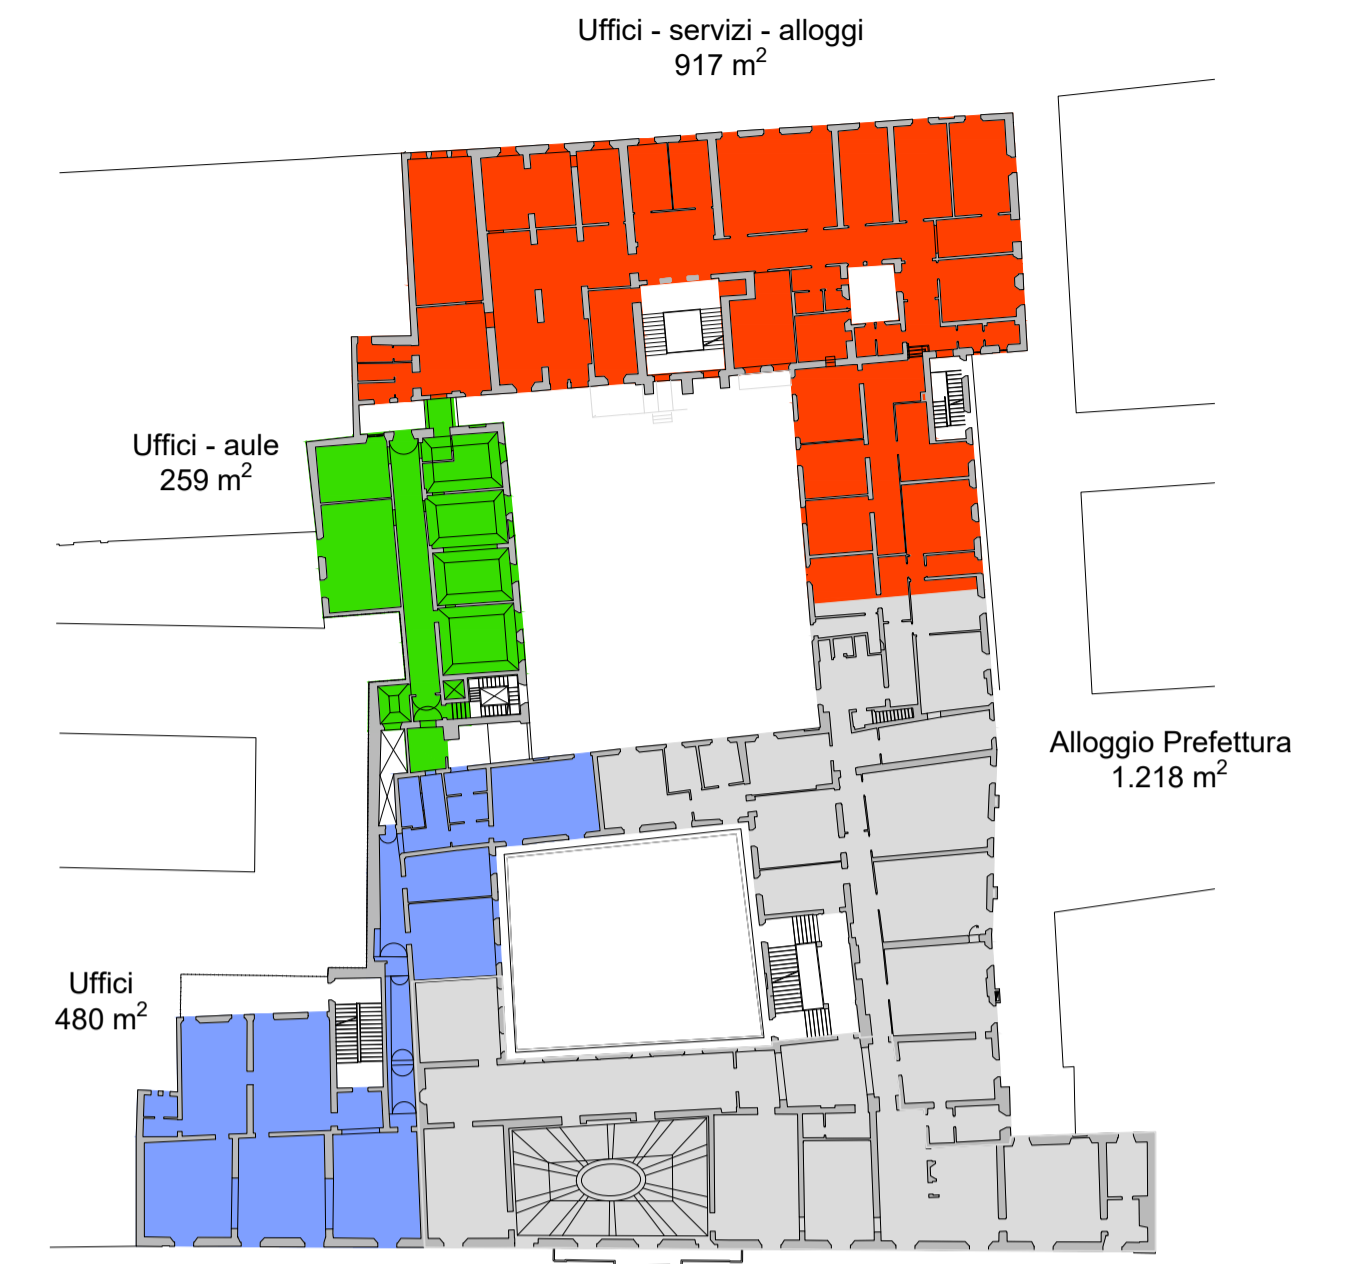 Uffici - servizi - alloggi
917 m²
Uffici - aule
259 m²
Alloggio Prefettura
1.218 m²
Uffici
480 m²